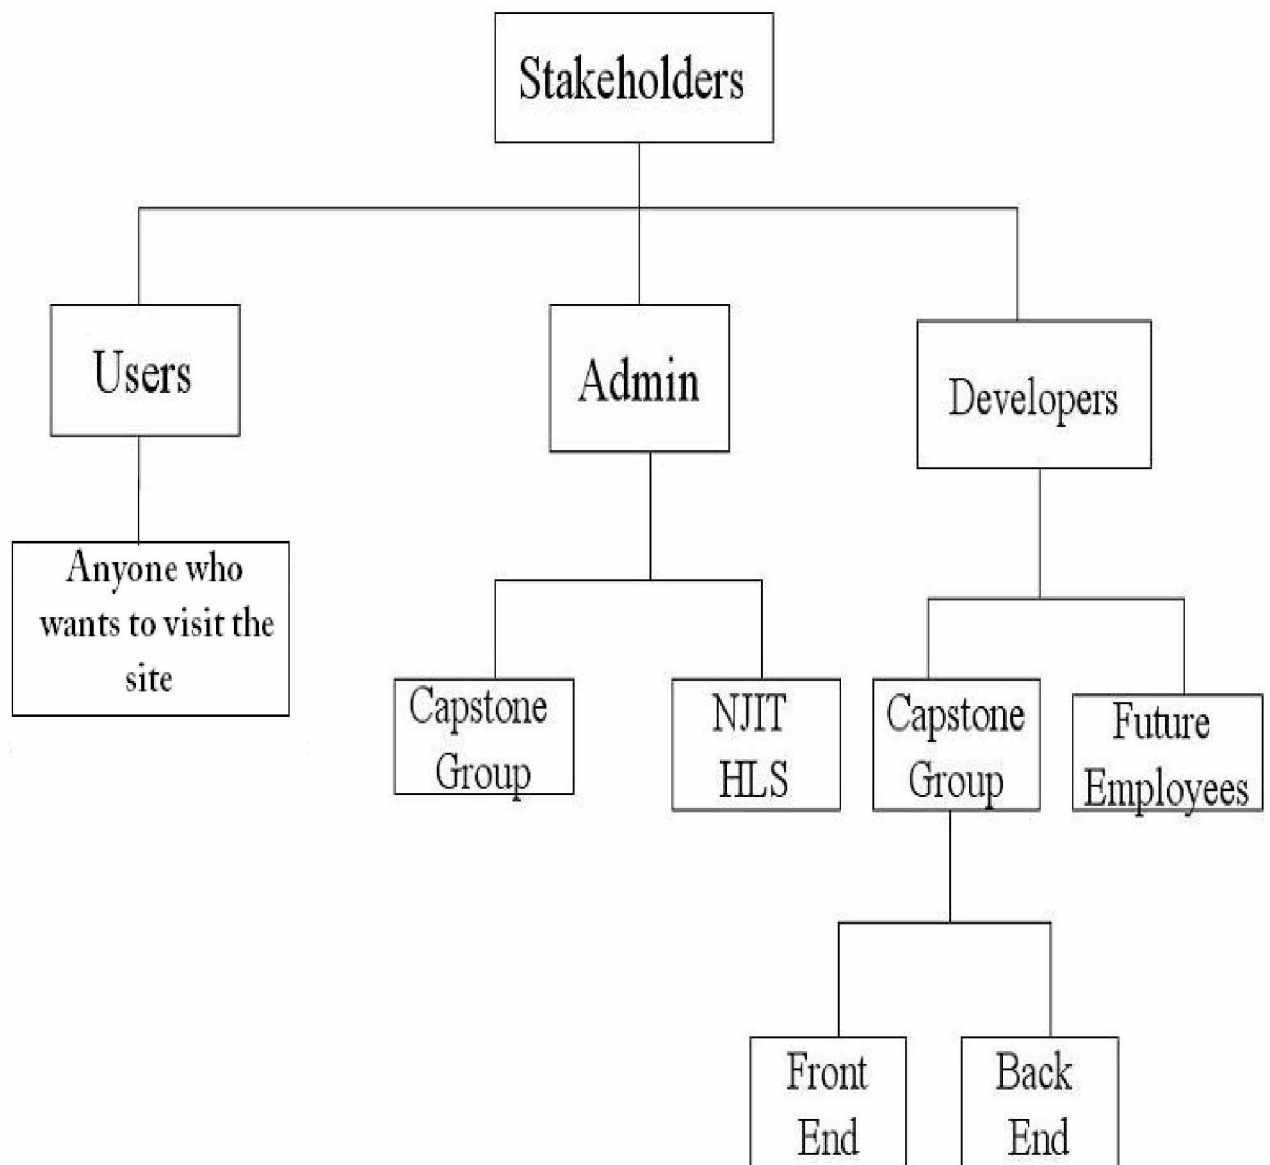 Stakeholders
Users
Admin
Developers
Anyone who
wants to visit the
site
Capstone
Group
NJIT
HLS
Capstone
Group
Future
Employees
Front
End
Back
End